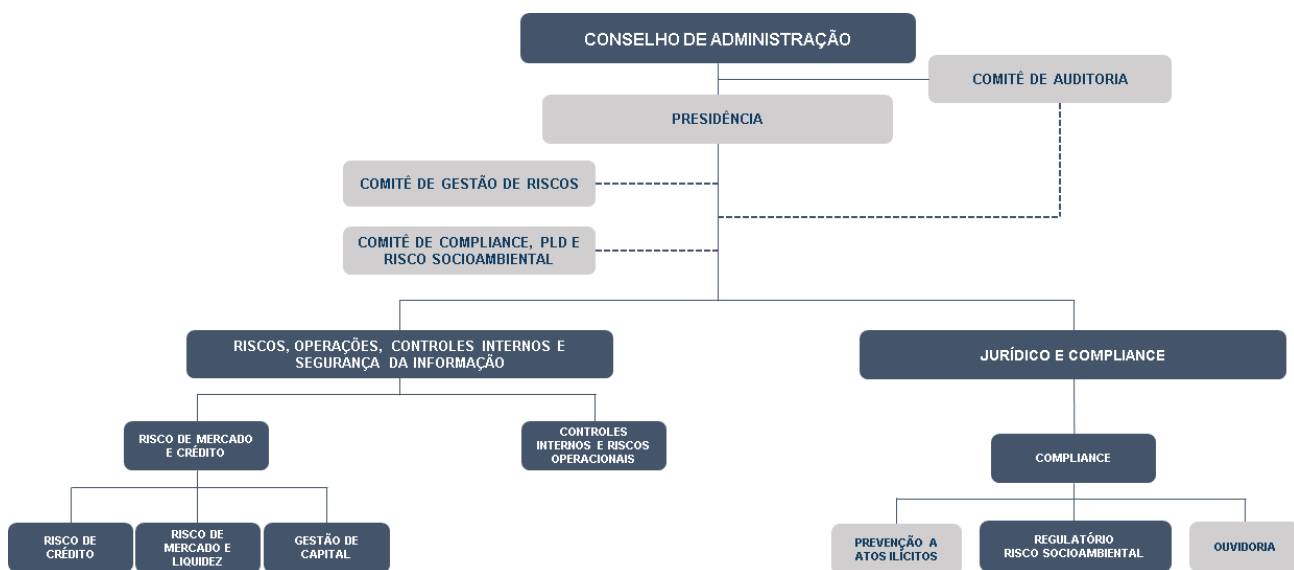 CONSELHO DE ADMINISTRAÇÃO
COMITÊ DE AUDITORIA
PRESIDÊNCIA
COMITÊ DE GESTÃO DE RISCOS
COMITÊ DE COMPLIANCE, PLD E
RISCO SOCIOAMBIENTAL
RISCOS, OPERAÇÕES, CONTROLES INTERNOS E
SEGURANÇA DA INFORMAÇÃO
JURÍDICO E COMPLIANCE
RISCO DE MERCADO
E CRÉDITO
CONTROLES
INTERNOS E RISCOS
OPERACIONAIS
COMPLIANCE
RISCO DE
CRÉDITO
RISCO DE
MERCADO E
LIQUIDEZ
GESTÃO DE
CAPITAL
PREVENÇÃO A
ATOS ILÍCITOS
REGULATÓRIO
RISCO SOCIOAMBIENTAL
OUVIDORIA